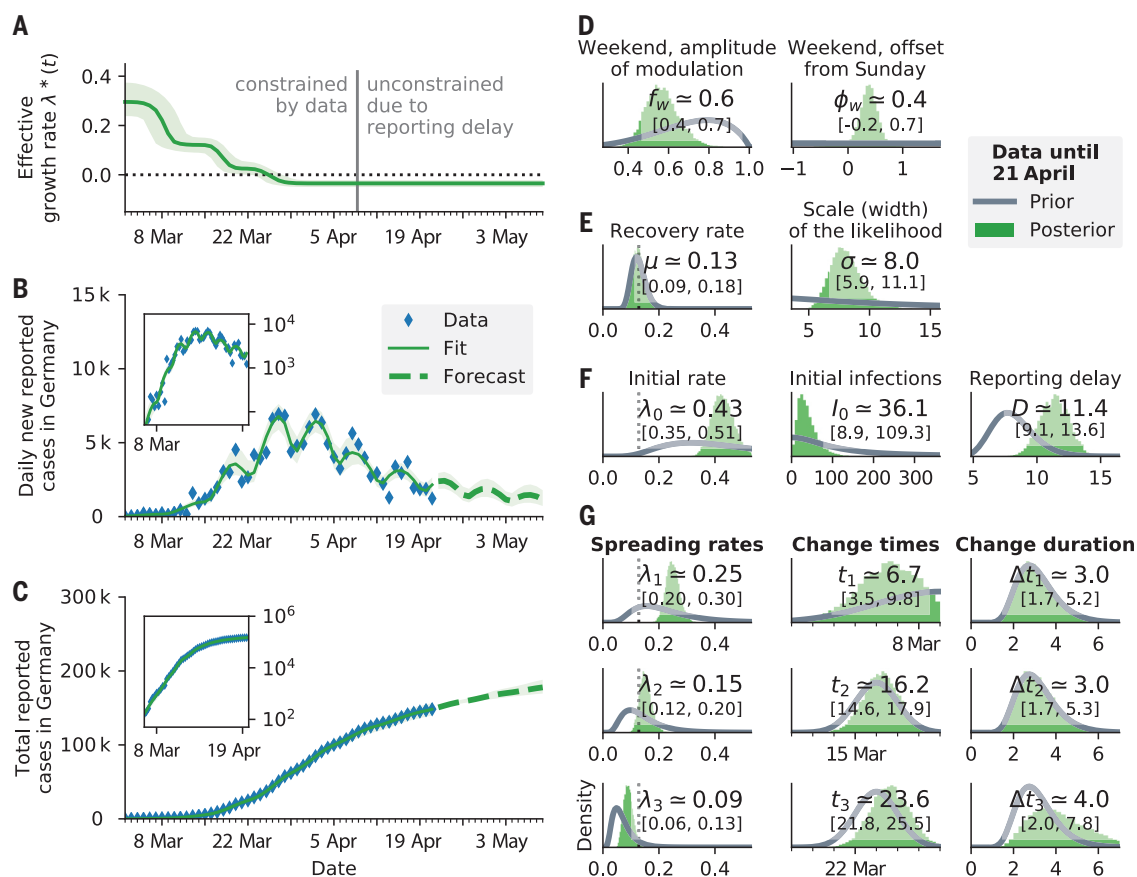 A
Effective
growth rate λ* (t)
0.4
0.2
0.0
constrained
by data
unconstrained
due to
reporting delay
8 Mar
22 Mar
5 Apr
19 Apr
3 May
B
Daily new reported
cases in Germany
15 k
10 k
5 k
0
10⁴
10³
8 Mar
Data
Fit
Forecast
8 Mar
22 Mar
5 Apr
19 Apr
3 May
C
Total reported
cases in Germany
300 k
200 k
100 k
0
10⁶
10⁴
10²
8 Mar
19 Apr
8 Mar
22 Mar
5 Apr
19 Apr
3 May
Date
D
Weekend, amplitude
of modulation
f_w ≃ 0.6
[0.4, 0.7]
0.4
0.6
0.8
1.0
Weekend, offset
from Sunday
ϕ_w ≃ 0.4
[-0.2, 0.7]
−1
0
1
Data until
21 April
Prior
Posterior
E
Recovery rate
μ ≃ 0.13
[0.09, 0.18]
0.0
0.2
0.4
Scale (width)
of the likelihood
σ ≃ 8.0
[5.9, 11.1]
5
10
15
F
Initial rate
λ₀ ≃ 0.43
[0.35, 0.51]
0.0
0.2
0.4
Initial infections
I₀ ≃ 36.1
[8.9, 109.3]
0
100
200
300
Reporting delay
D ≃ 11.4
[9.1, 13.6]
5
10
15
G
Spreading rates
Change times
Change duration
λ₁ ≃ 0.25
[0.20, 0.30]
0.0
0.2
0.4
t₁ ≃ 6.7
[3.5, 9.8]
8 Mar
Δt₁ ≃ 3.0
[1.7, 5.2]
0
2
4
6
λ₂ ≃ 0.15
[0.12, 0.20]
0.0
0.2
0.4
t₂ ≃ 16.2
[14.6, 17.9]
15 Mar
Δt₂ ≃ 3.0
[1.7, 5.3]
0
2
4
6
Density
λ₃ ≃ 0.09
[0.06, 0.13]
0.0
0.2
0.4
t₃ ≃ 23.6
[21.8, 25.5]
22 Mar
Δt₃ ≃ 4.0
[2.0, 7.8]
0
2
4
6